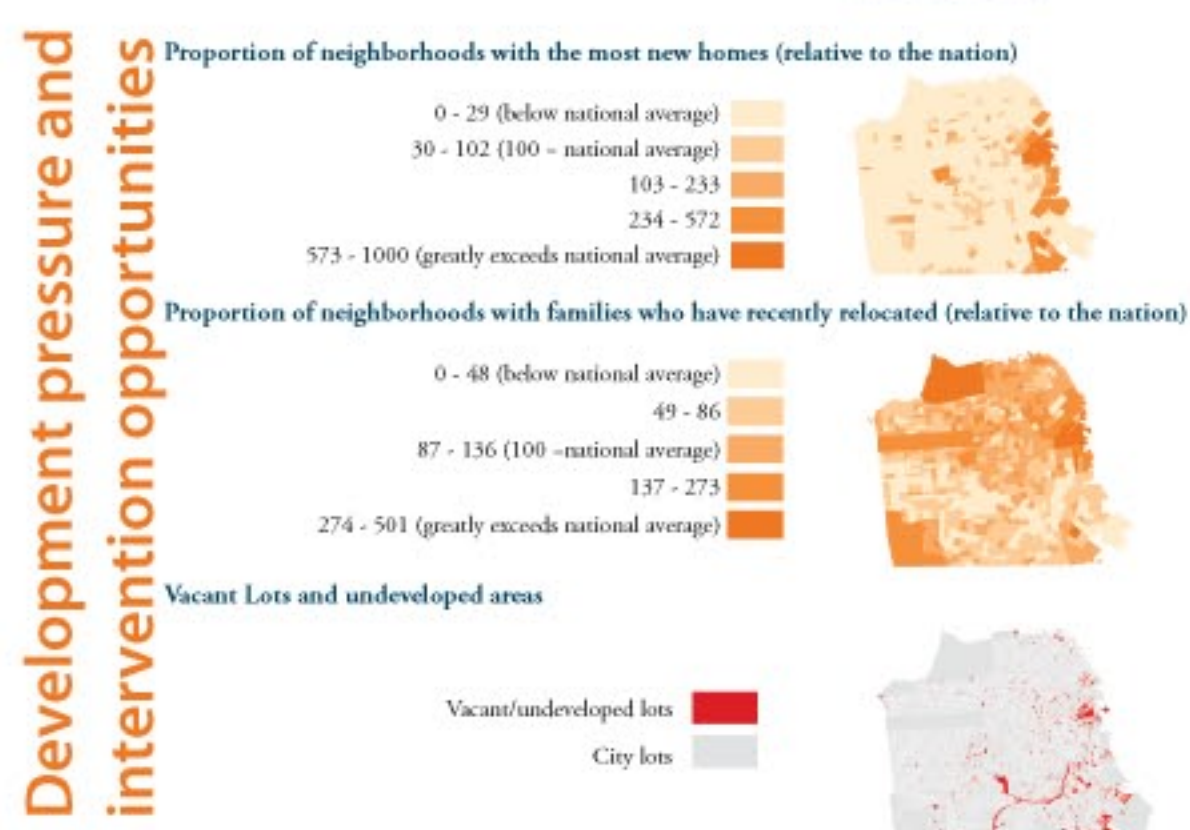 Development pressure and
intervention opportunities
Proportion of neighborhoods with the most new homes (relative to the nation)
0 - 29 (below national average)
30 - 102 (100 = national average)
103 - 233
234 - 572
573 - 1000 (greatly exceeds national average)
Proportion of neighborhoods with families who have recently relocated (relative to the nation)
0 - 48 (below national average)
49 - 86
87 - 136 (100 =national average)
137 - 273
274 - 501 (greatly exceeds national average)
Vacant Lots and undeveloped areas
Vacant/undeveloped lots
City lots